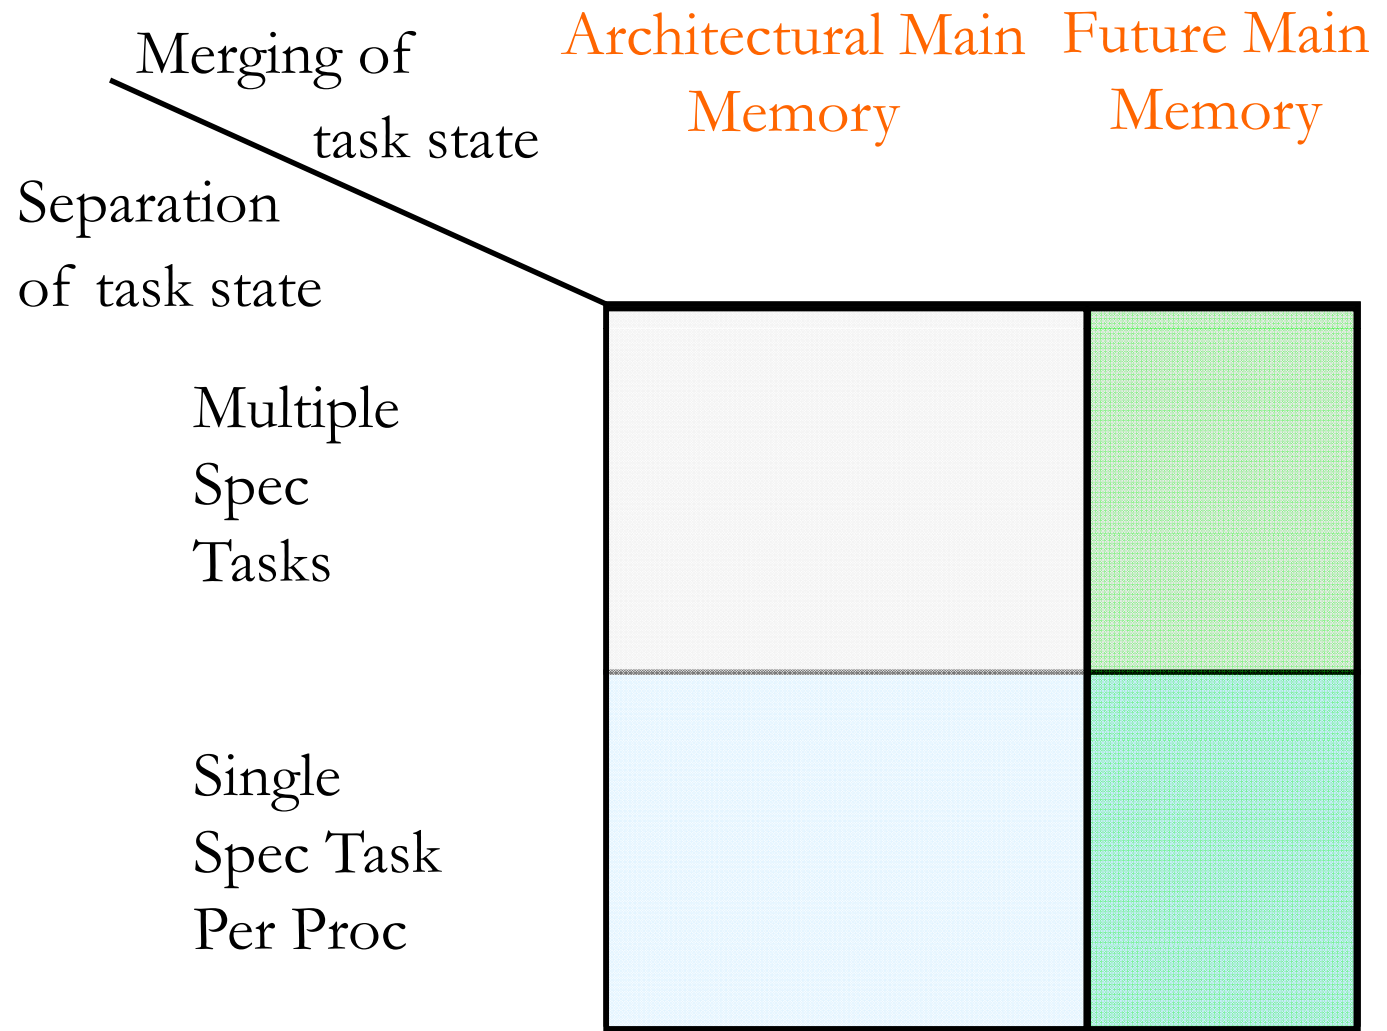 Merging of
task state
Separation
of task state
Architectural Main
Memory
Future Main
Memory
Multiple
Spec
Tasks
Single
Spec Task
Per Proc